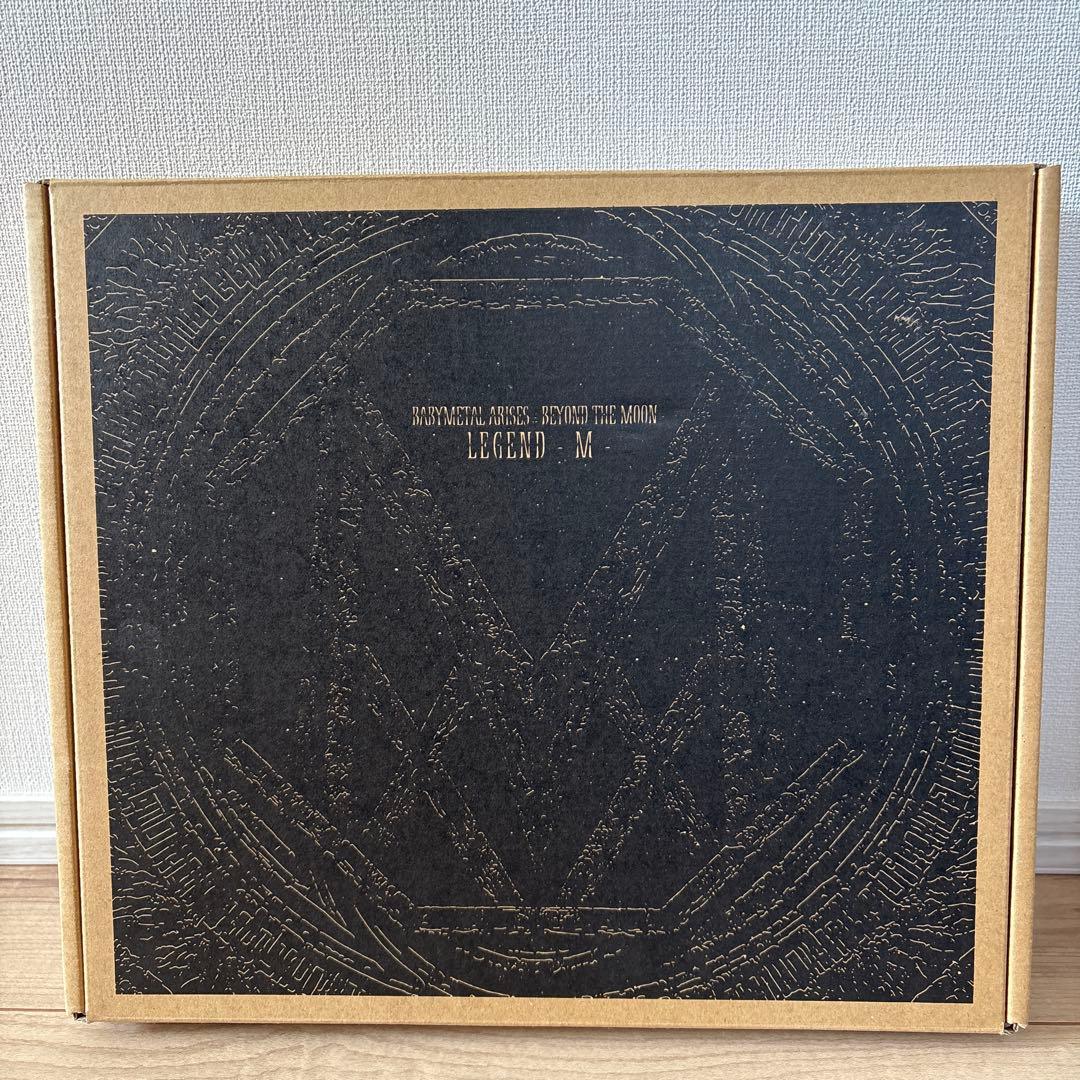 BABYMETAL ARISES - BEYOND THE MOON
LEGEND - M -